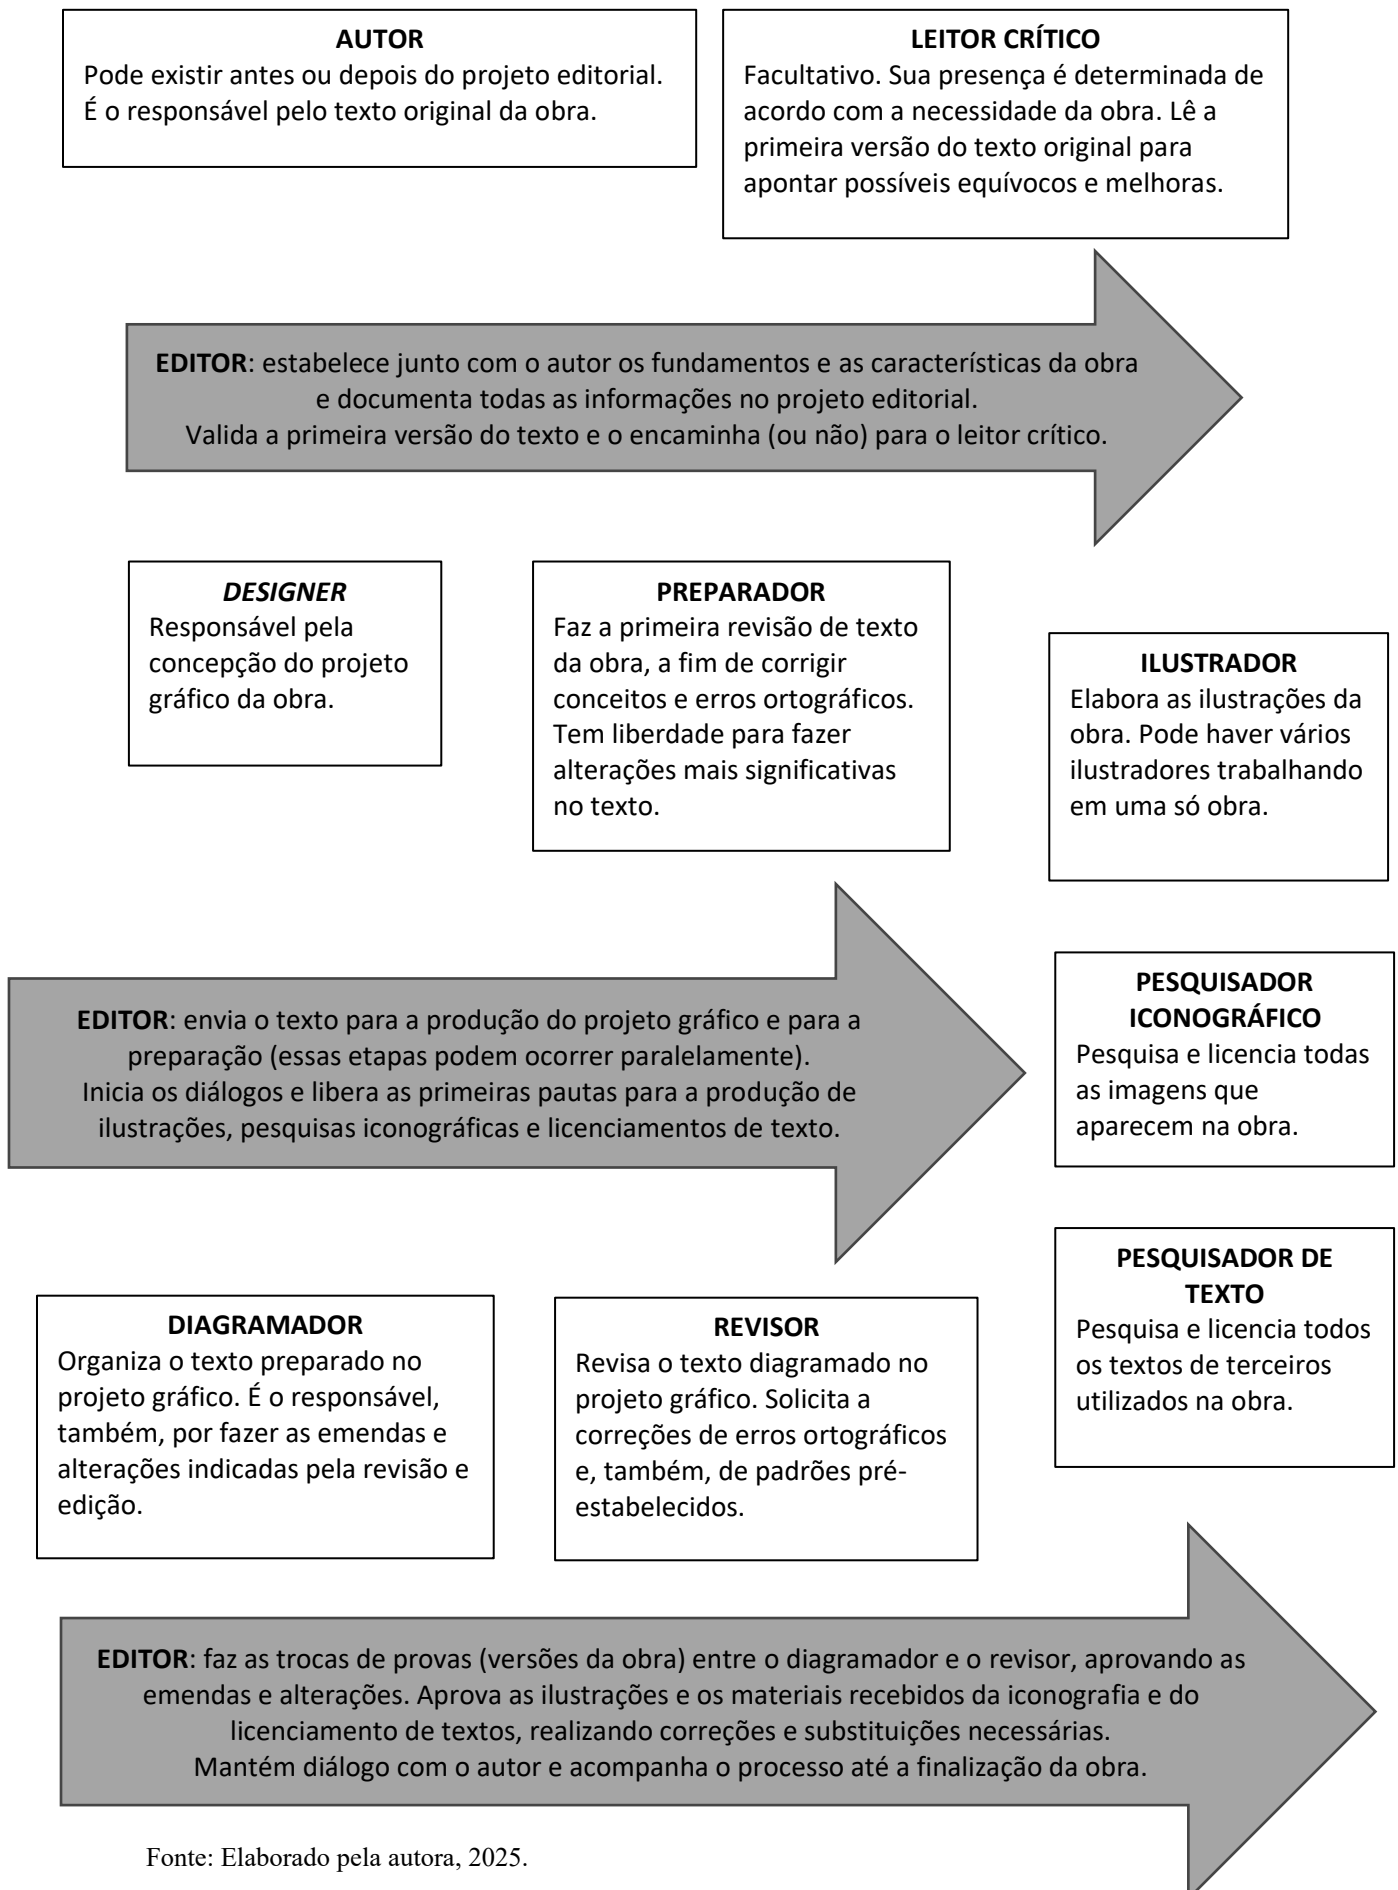 AUTOR
Pode existir antes ou depois do projeto editorial.
É o responsável pelo texto original da obra.
LEITOR CRÍTICO
Facultativo. Sua presença é determinada de
acordo com a necessidade da obra. Lê a
primeira versão do texto original para
apontar possíveis equívocos e melhoras.
EDITOR: estabelece junto com o autor os fundamentos e as características da obra
e documenta todas as informações no projeto editorial.
Valida a primeira versão do texto e o encaminha (ou não) para o leitor crítico.
DESIGNER
Responsável pela
concepção do projeto
gráfico da obra.
PREPARADOR
Faz a primeira revisão de texto
da obra, a fim de corrigir
conceitos e erros ortográficos.
Tem liberdade para fazer
alterações mais significativas
no texto.
ILUSTRADOR
Elabora as ilustrações da
obra. Pode haver vários
ilustradores trabalhando
em uma só obra.
EDITOR: envia o texto para a produção do projeto gráfico e para a
preparação (essas etapas podem ocorrer paralelamente).
Inicia os diálogos e libera as primeiras pautas para a produção de
ilustrações, pesquisas iconográficas e licenciamentos de texto.
PESQUISADOR
ICONOGRÁFICO
Pesquisa e licencia todas
as imagens que
aparecem na obra.
PESQUISADOR DE
TEXTO
Pesquisa e licencia todos
os textos de terceiros
utilizados na obra.
DIAGRAMADOR
Organiza o texto preparado no
projeto gráfico. É o responsável,
também, por fazer as emendas e
alterações indicadas pela revisão e
edição.
REVISOR
Revisa o texto diagramado no
projeto gráfico. Solicita a
correções de erros ortográficos
e, também, de padrões pré-
estabelecidos.
EDITOR: faz as trocas de provas (versões da obra) entre o diagramador e o revisor, aprovando as
emendas e alterações. Aprova as ilustrações e os materiais recebidos da iconografia e do
licenciamento de textos, realizando correções e substituições necessárias.
Mantém diálogo com o autor e acompanha o processo até a finalização da obra.
Fonte: Elaborado pela autora, 2025.